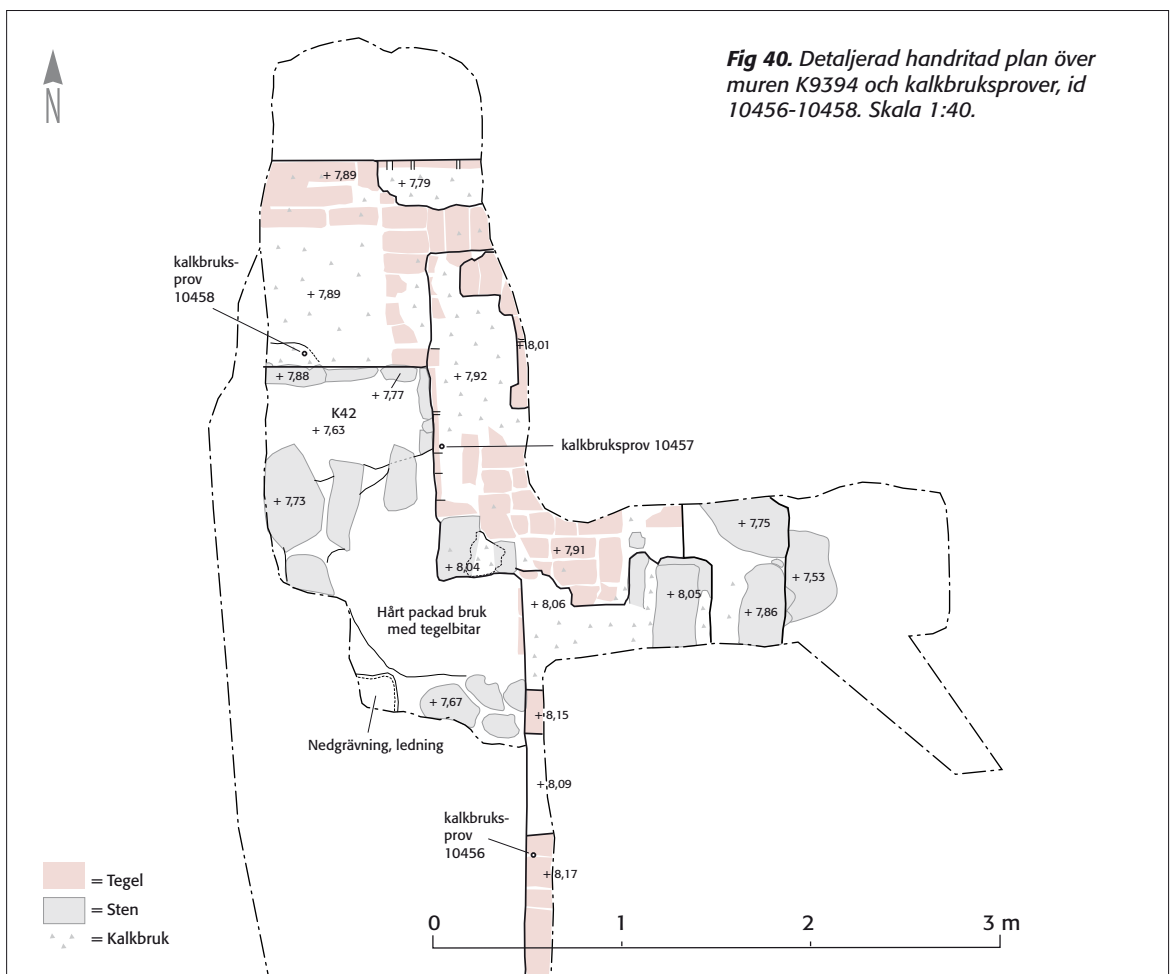 Fig 40. Detaljerad handritad plan över
muren K9394 och kalkbruksprover, id
10456-10458. Skala 1:40.
N
+ 7,89
+ 7,79
kalkbruks-
prov
10458
+ 7,89
+ 8,01
+ 7,88
+ 7,92
+ 7,77
K42
+ 7,63
kalkbruksprov 10457
+ 7,73
+ 7,75
+ 7,91
+ 8,04
+ 7,53
+ 8,06
+ 8,05
+ 7,86
Hårt packad bruk
med tegelbitar
+ 7,67
+ 8,15
Nedgrävning, ledning
+ 8,09
kalkbruks-
prov
10456
+ 8,17
= Tegel
= Sten
= Kalkbruk
0 1 2 3 m